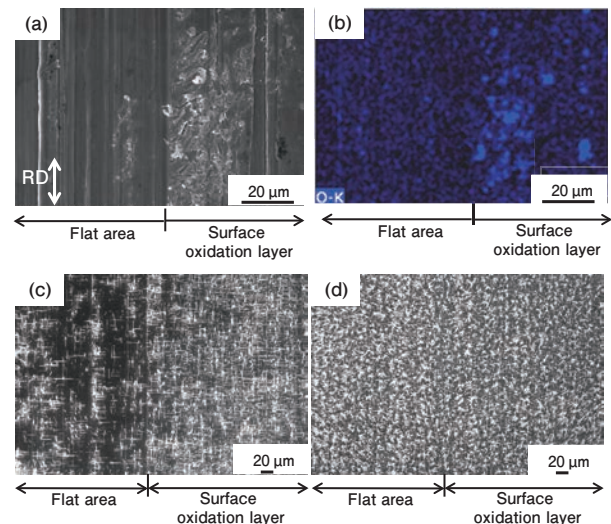 (a)
RD
20 µm
Flat area
Surface
oxidation layer
(b)
O-K
20 µm
Flat area
Surface
oxidation layer
(c)
20 µm
Flat area
Surface
oxidation layer
(d)
20 µm
Flat area
Surface
oxidation layer